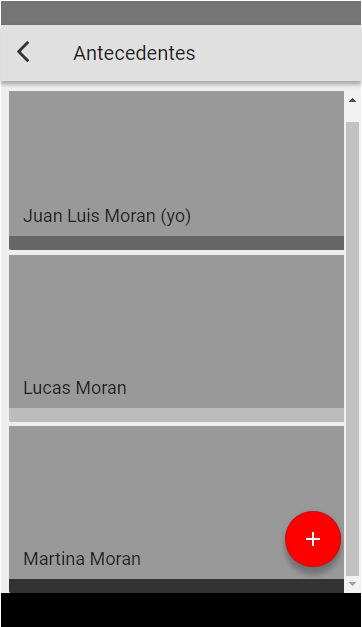 Antecedentes
Juan Luis Moran (yo)
Lucas Moran
Martina Moran
+